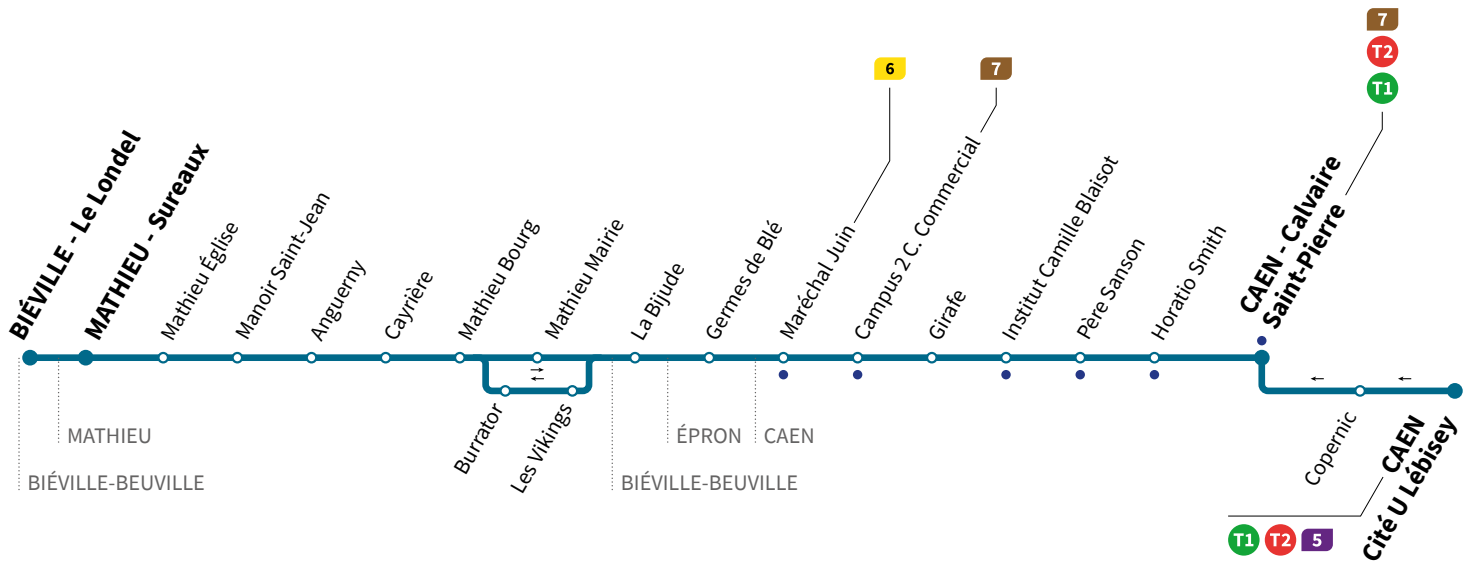 7
T2
T1
6
7
BIÉVILLE - Le Londel
MATHIEU - Sureaux
Mathieu Église
Manoir Saint-Jean
Anguerny
Cayrière
Mathieu Bourg
Mathieu Mairie
La Bijude
Germes de Blé
Maréchal Juin
Campus 2 C. Commercial
Girafe
Institut Camille Blaisot
Père Sanson
Horatio Smith
CAEN - Calvaire
Saint-Pierre
Burrator
Les Vikings
Copernic
CAEN
Cité U Lébisey
MATHIEU
ÉPRON
CAEN
BIÉVILLE-BEUVILLE
BIÉVILLE-BEUVILLE
T1 T2 5